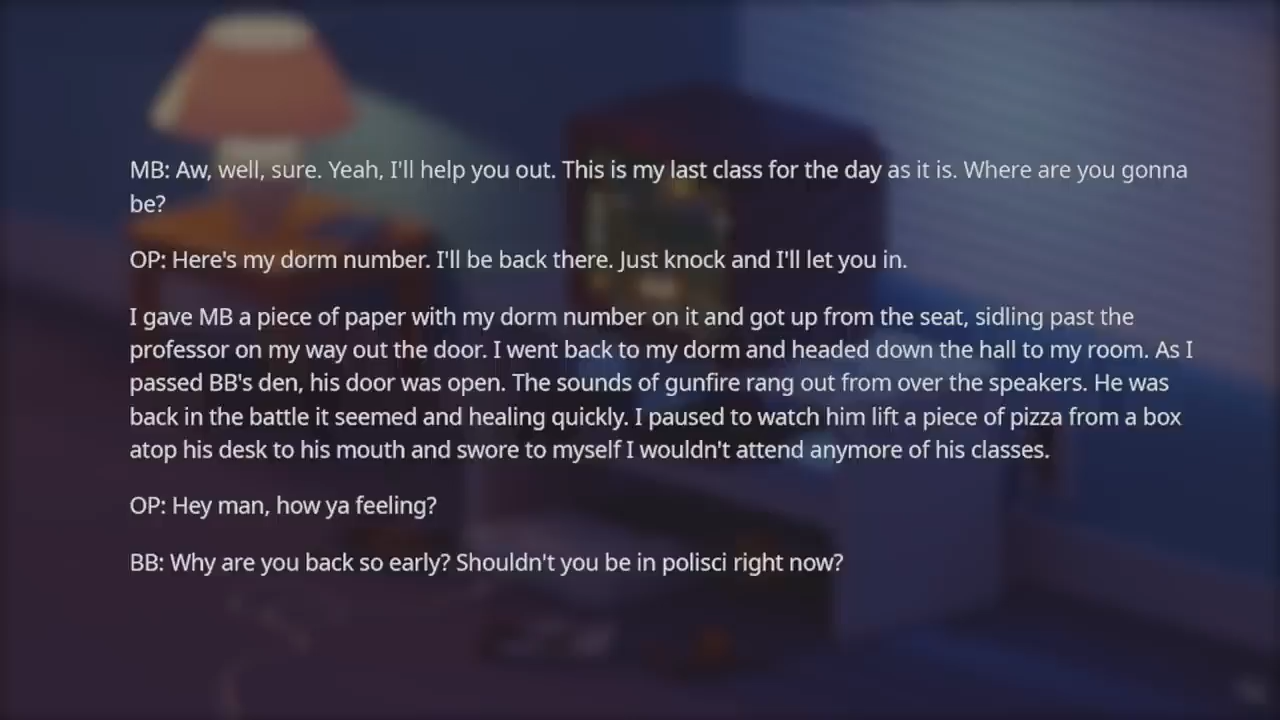 MB: Aw, well, sure. Yeah, I'll help you out. This is my last class for the day as it is. Where are you gonna
be?
OP: Here's my dorm number. I'll be back there. Just knock and I'll let you in.
I gave MB a piece of paper with my dorm number on it and got up from the seat, sidling past the
professor on my way out the door. I went back to my dorm and headed down the hall to my room. As I
passed BB's den, his door was open. The sounds of gunfire rang out from over the speakers. He was
back in the battle it seemed and healing quickly. I paused to watch him lift a piece of pizza from a box
atop his desk to his mouth and swore to myself I wouldn't attend anymore of his classes.
OP: Hey man, how ya feeling?
BB: Why are you back so early? Shouldn't you be in polisci right now?